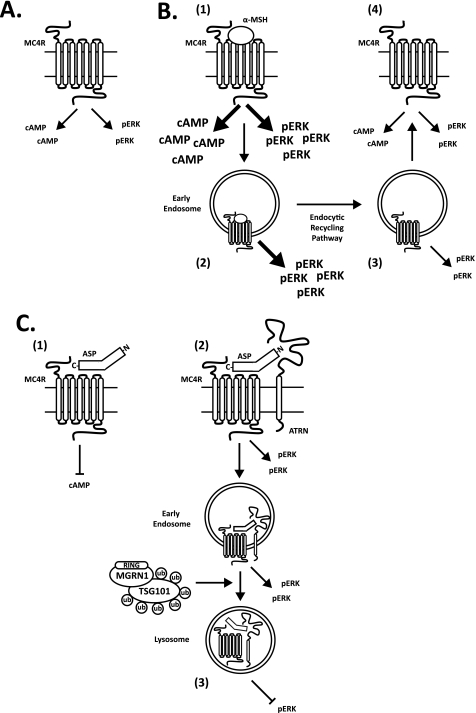 A.
MC4R
cAMP
cAMP
pERK
pERK
B.
(1)
α-MSH
MC4R
cAMP
cAMP cAMP
cAMP
pERK
pERK pERK
pERK
Early
Endosome
(2)
pERK
pERK pERK
pERK
Endocytic
Recycling
Pathway
(4)
MC4R
cAMP
cAMP
pERK
pERK
(3)
pERK
pERK
C.
(1)
C ASP N
MC4R
cAMP
(2)
C ASP N
MC4R
ATRN
pERK
pERK
Early
Endosome
pERK
pERK
RING
MGRN1
TSG101
ub
ub
ub
ub
ub
ub
ub
Lysosome
(3)
pERK